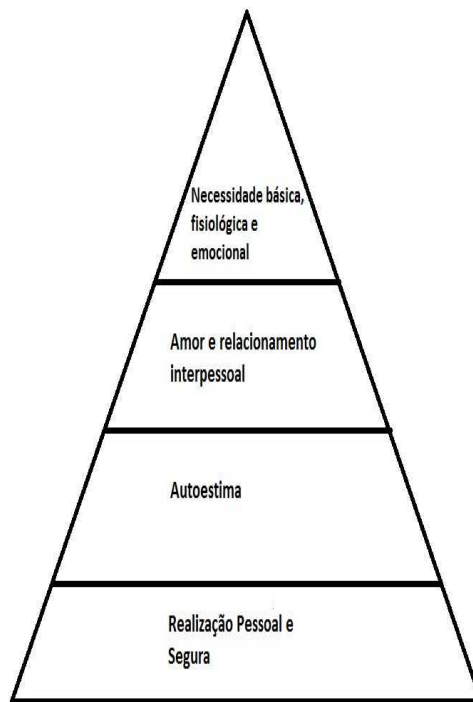 Necessidade básica,
fisiológica e
emocional
Amor e relacionamento
interpessoal
Autoestima
Realização Pessoal e
Segura